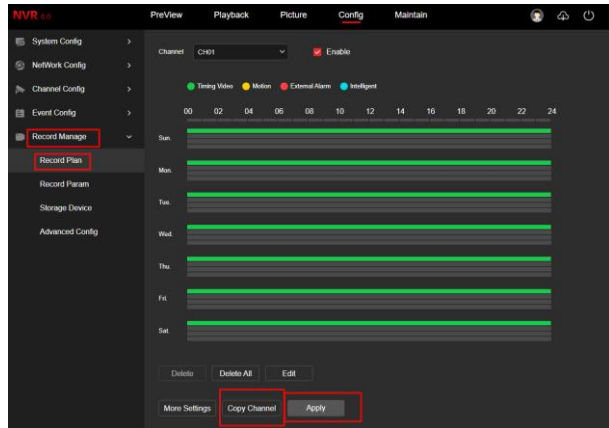 NVR 6.0
PreView Playback Picture Config Maintain
System Config
NetWork Config
Channel Config
Event Config
Record Manage
Record Plan
Record Param
Storage Device
Advanced Config
Channel CH01 Enable
Timing Video Motion External Alarm Intelligent
00 02 04 06 08 10 12 14 16 18 20 22 24
Sun.
Mon.
Tue.
Wed.
Thu.
Fri.
Sat.
Delete Delete All Edit
More Settings Copy Channel Apply